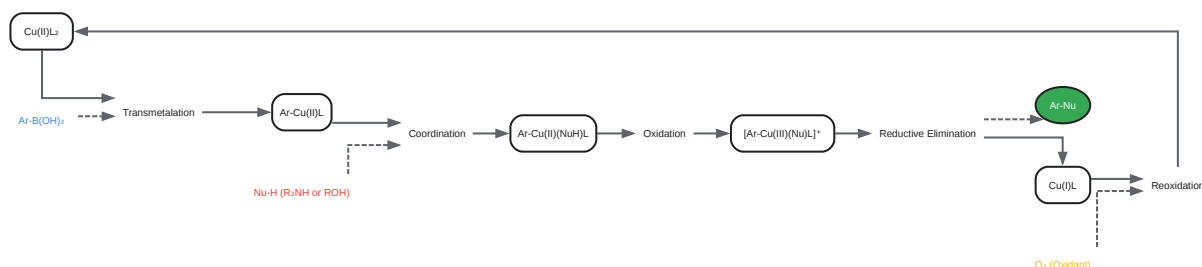 Cu(II)L₂
Ar-B(OH)₂
Transmetalation
Ar-Cu(II)L
Nu-H (R₂NH or ROH)
Coordination
Ar-Cu(II)(NuH)L
Oxidation
[Ar-Cu(III)(Nu)L]⁺
Reductive Elimination
Ar-Nu
Cu(I)L
O₂ (Oxidant)
Reoxidation